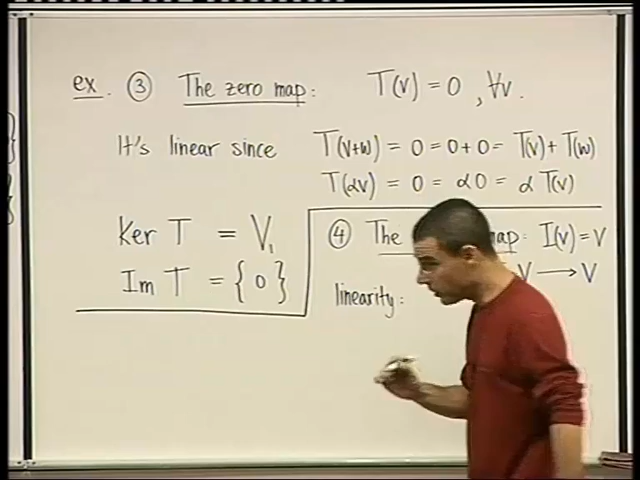 ex. ③ The zero map: T(v) = 0 , ∀v.
It's linear since T(v+w) = 0 = 0+0 = T(v)+T(w)
T(αv) = 0 = α0 = α T(v)
Ker T = V₁
Im T = {0}
④ The map: I(v) = v
V → V
linearity: